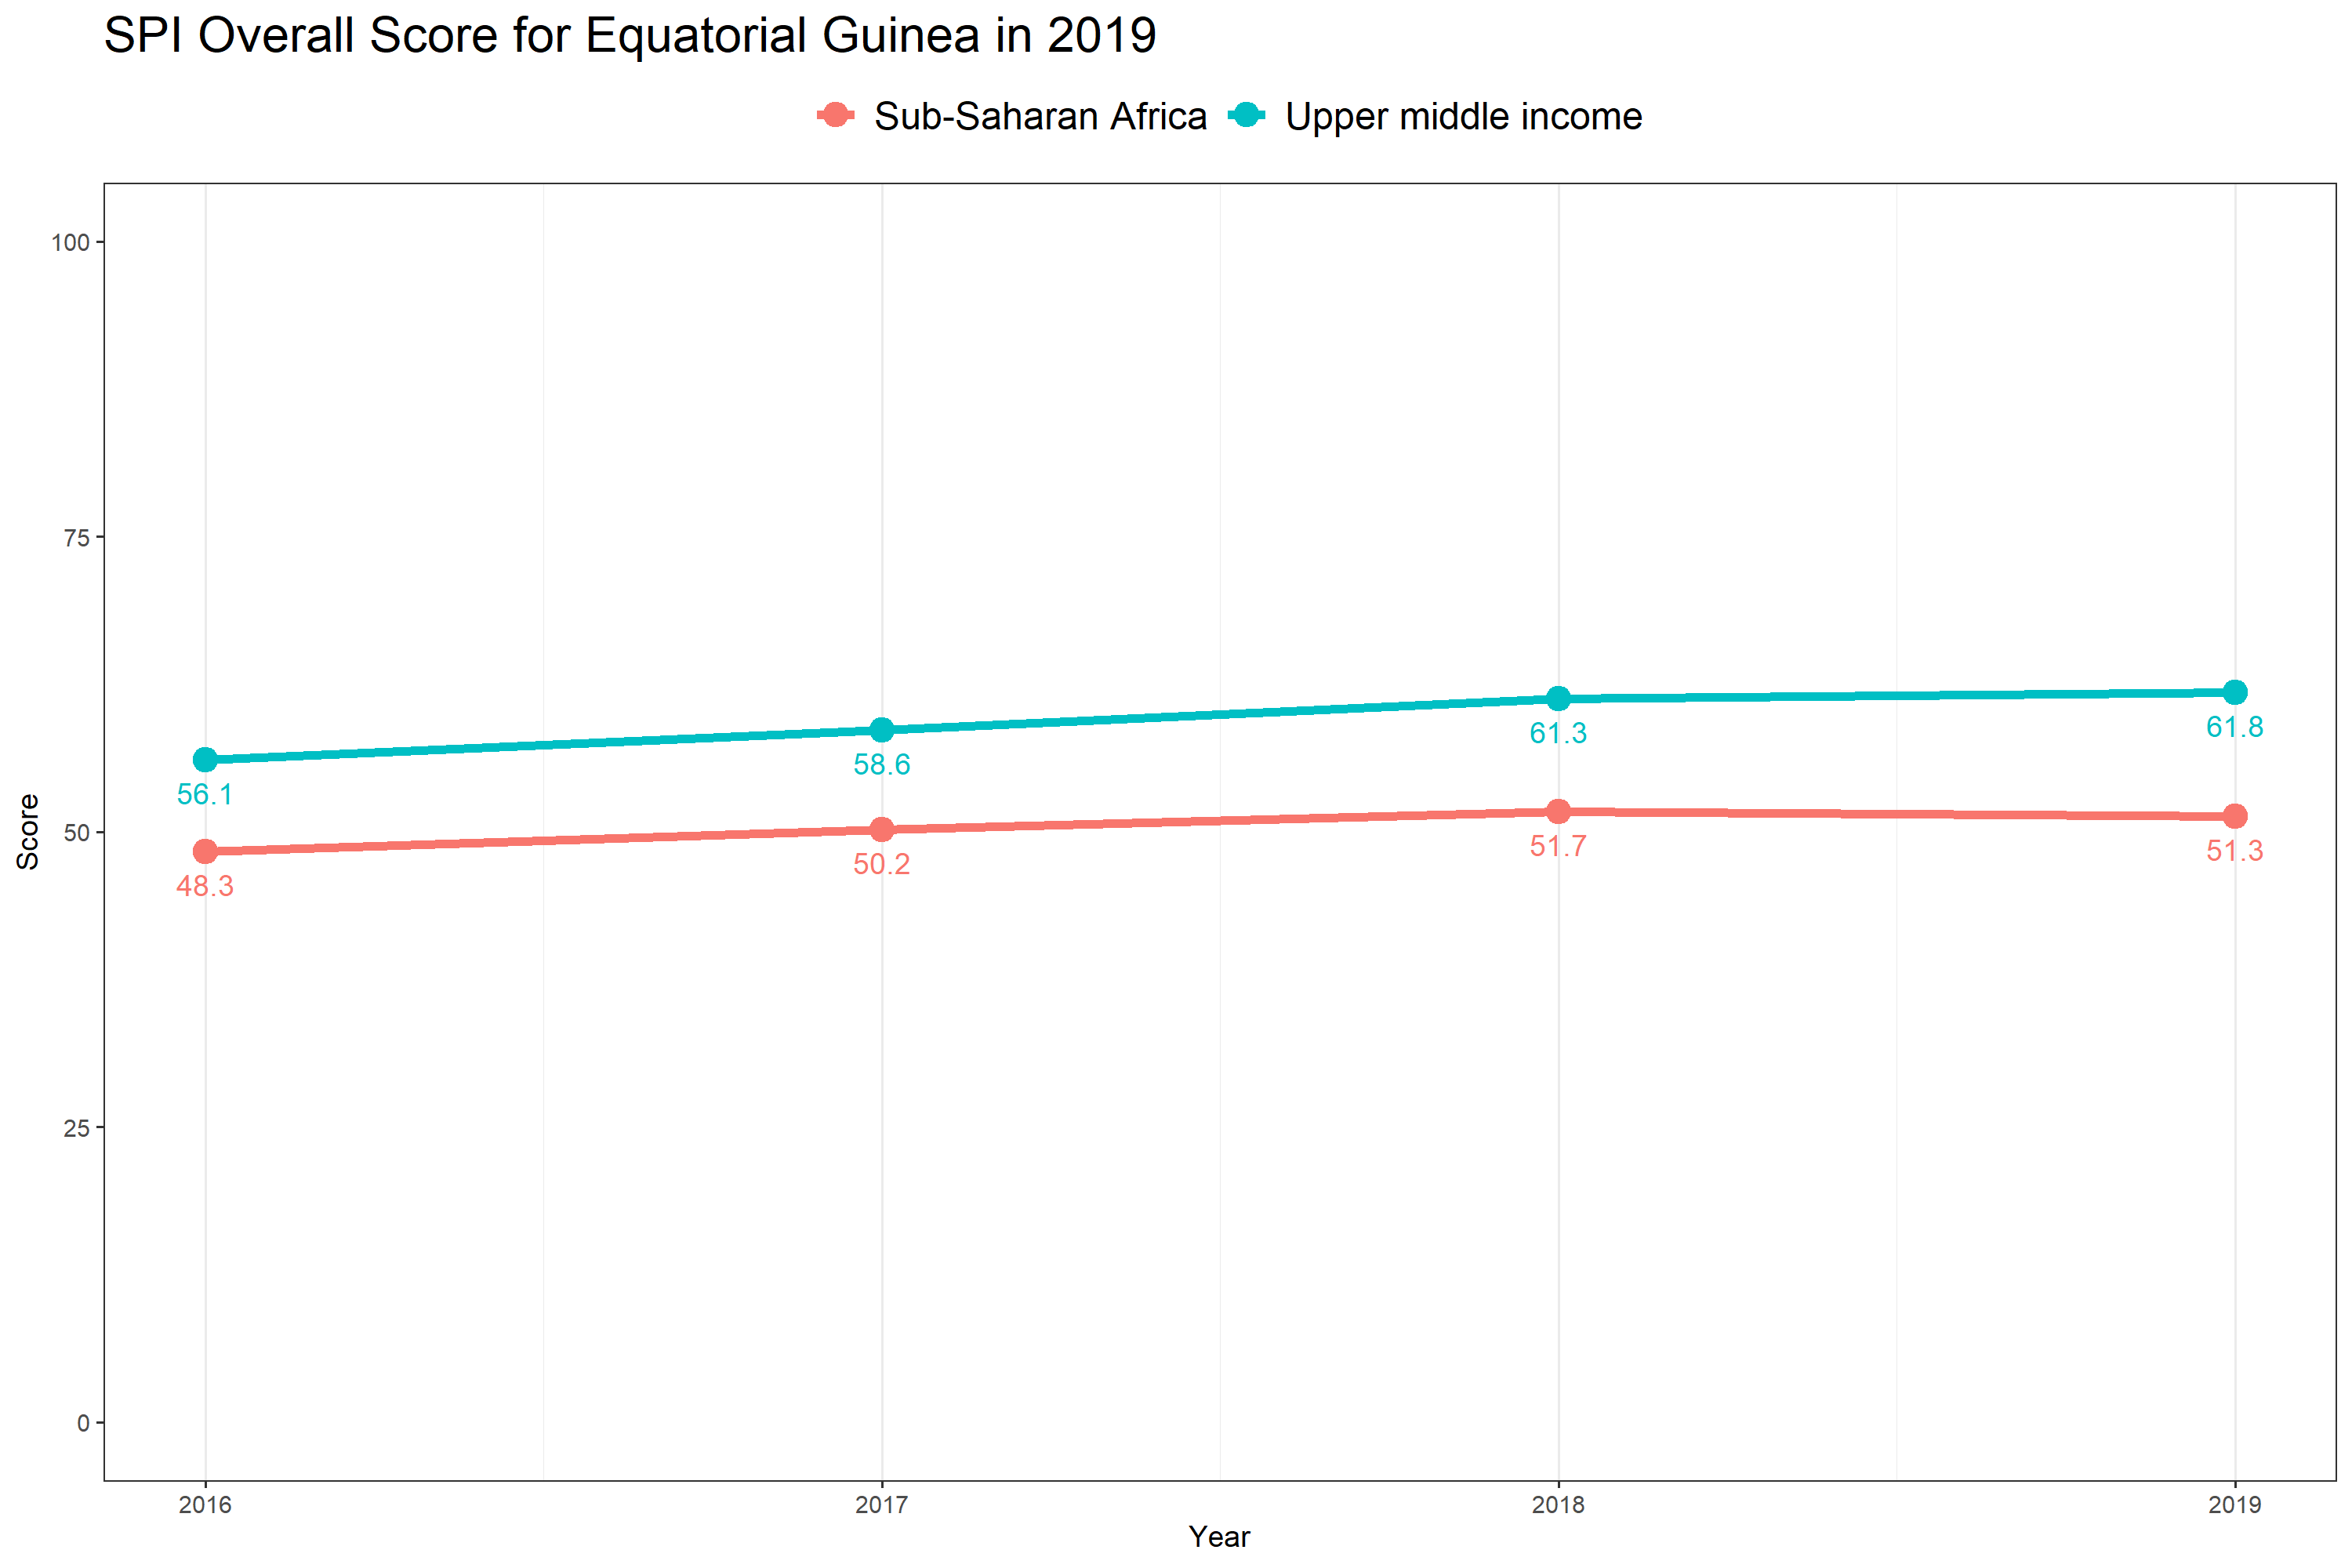 SPI Overall Score for Equatorial Guinea in 2019
Sub-Saharan Africa Upper middle income
100
75
50
25
0
Score
56.1
58.6
61.3
61.8
48.3
50.2
51.7
51.3
2016 2017 2018 2019
Year